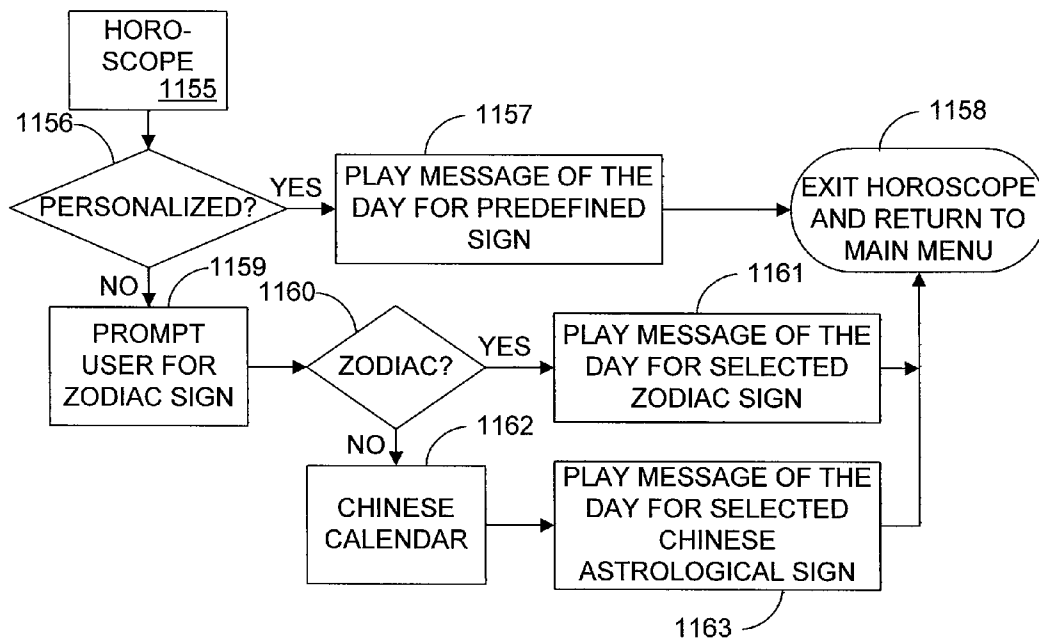 HORO-
SCOPE
1155
1156
PERSONALIZED?
YES
1157
PLAY MESSAGE OF THE
DAY FOR PREDEFINED
SIGN
1158
EXIT HOROSCOPE
AND RETURN TO
MAIN MENU
NO
1159
PROMPT
USER FOR
ZODIAC SIGN
1160
ZODIAC?
YES
1161
PLAY MESSAGE OF THE
DAY FOR SELECTED
ZODIAC SIGN
NO
1162
CHINESE
CALENDAR
PLAY MESSAGE OF THE
DAY FOR SELECTED
CHINESE
ASTROLOGICAL SIGN
1163